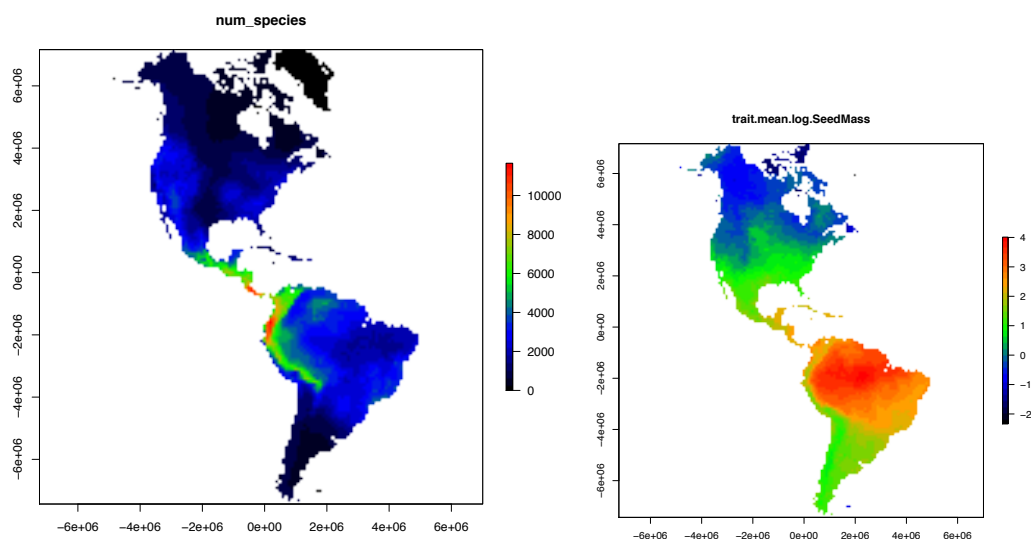 num_species
6e+06
4e+06
2e+06
0e+00
−2e+06
−4e+06
−6e+06
−6e+06 −4e+06 −2e+06 0e+00 2e+06 4e+06 6e+06
10000
8000
6000
4000
2000
0
trait.mean.log.SeedMass
6e+06
4e+06
2e+06
0e+00
−2e+06
−4e+06
−6e+06
−6e+06 −4e+06 −2e+06 0e+00 2e+06 4e+06 6e+06
4
3
2
1
0
−1
−2